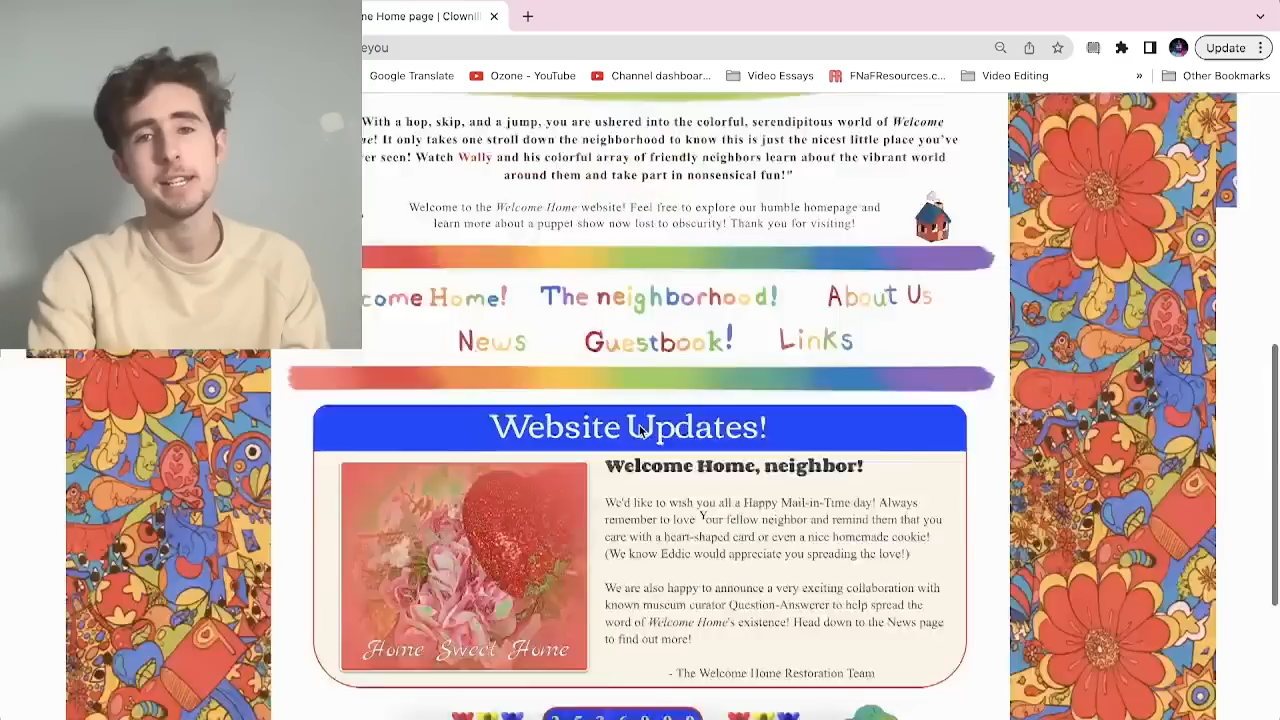 ne Home page | Clownill
eyou
Update
Google Translate
Ozone - YouTube
Channel dashboar...
Video Essays
FNaFResources.c...
Video Editing
»
Other Bookmarks
With a hop, skip, and a jump, you are ushered into the colorful, serendipitous world of Welcome
me! It only takes one stroll down the neighborhood to know this is just the nicest little place you've
er seen! Watch Wally and his colorful array of friendly neighbors learn about the vibrant world
around them and take part in nonsensical fun!"
Welcome to the Welcome Home website! Feel free to explore our humble homepage and
learn more about a puppet show now lost to obscurity! Thank you for visiting!
come Home!
The neighborhood!
About Us
News
Guestbook!
Links
Website Updates!
Welcome Home, neighbor!
We'd like to wish you all a Happy Mail-in-Time day! Always
remember to love Your fellow neighbor and remind them that you
care with a heart-shaped card or even a nice homemade cookie!
(We know Eddie would appreciate you spreading the love!)
We are also happy to announce a very exciting collaboration with
known museum curator Question-Answerer to help spread the
word of Welcome Home's existence! Head down to the News page
to find out more!
- The Welcome Home Restoration Team
Home Sweet Home